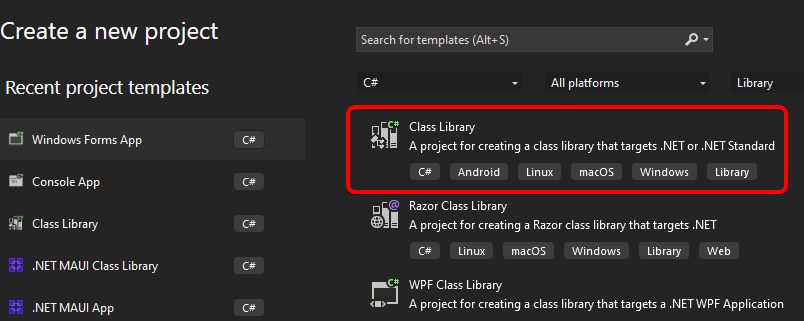 Create a new project
Recent project templates
Windows Forms App C#
Console App C#
Class Library C#
.NET MAUI Class Library C#
.NET MAUI App C#
Search for templates (Alt+S)
C# All platforms Library
Class Library
A project for creating a class library that targets .NET or .NET Standard
C# Android Linux macOS Windows Library
Razor Class Library
A project for creating a Razor class library that targets .NET
C# Linux macOS Windows Library Web
WPF Class Library
A project for creating a class library that targets a .NET WPF Application